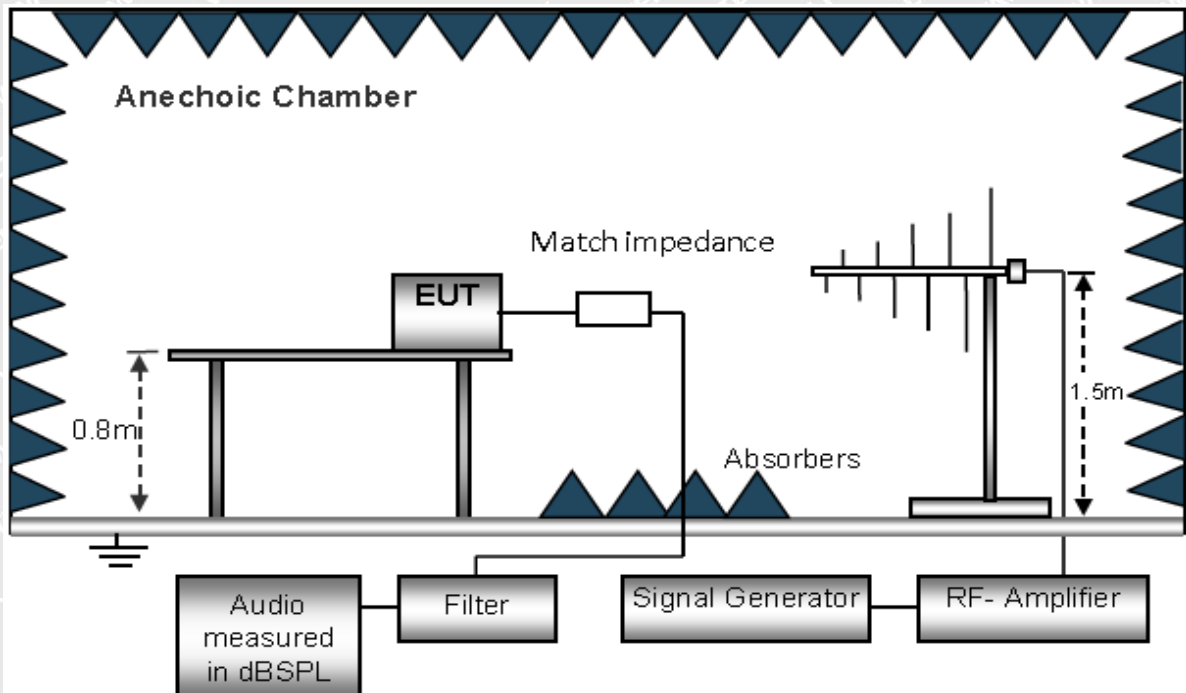 Anechoic Chamber
Match impedance
EUT
1.5m
0.8m
Absorbers
Audio
measured
in dBSPL
Filter
Signal Generator
RF- Amplifier